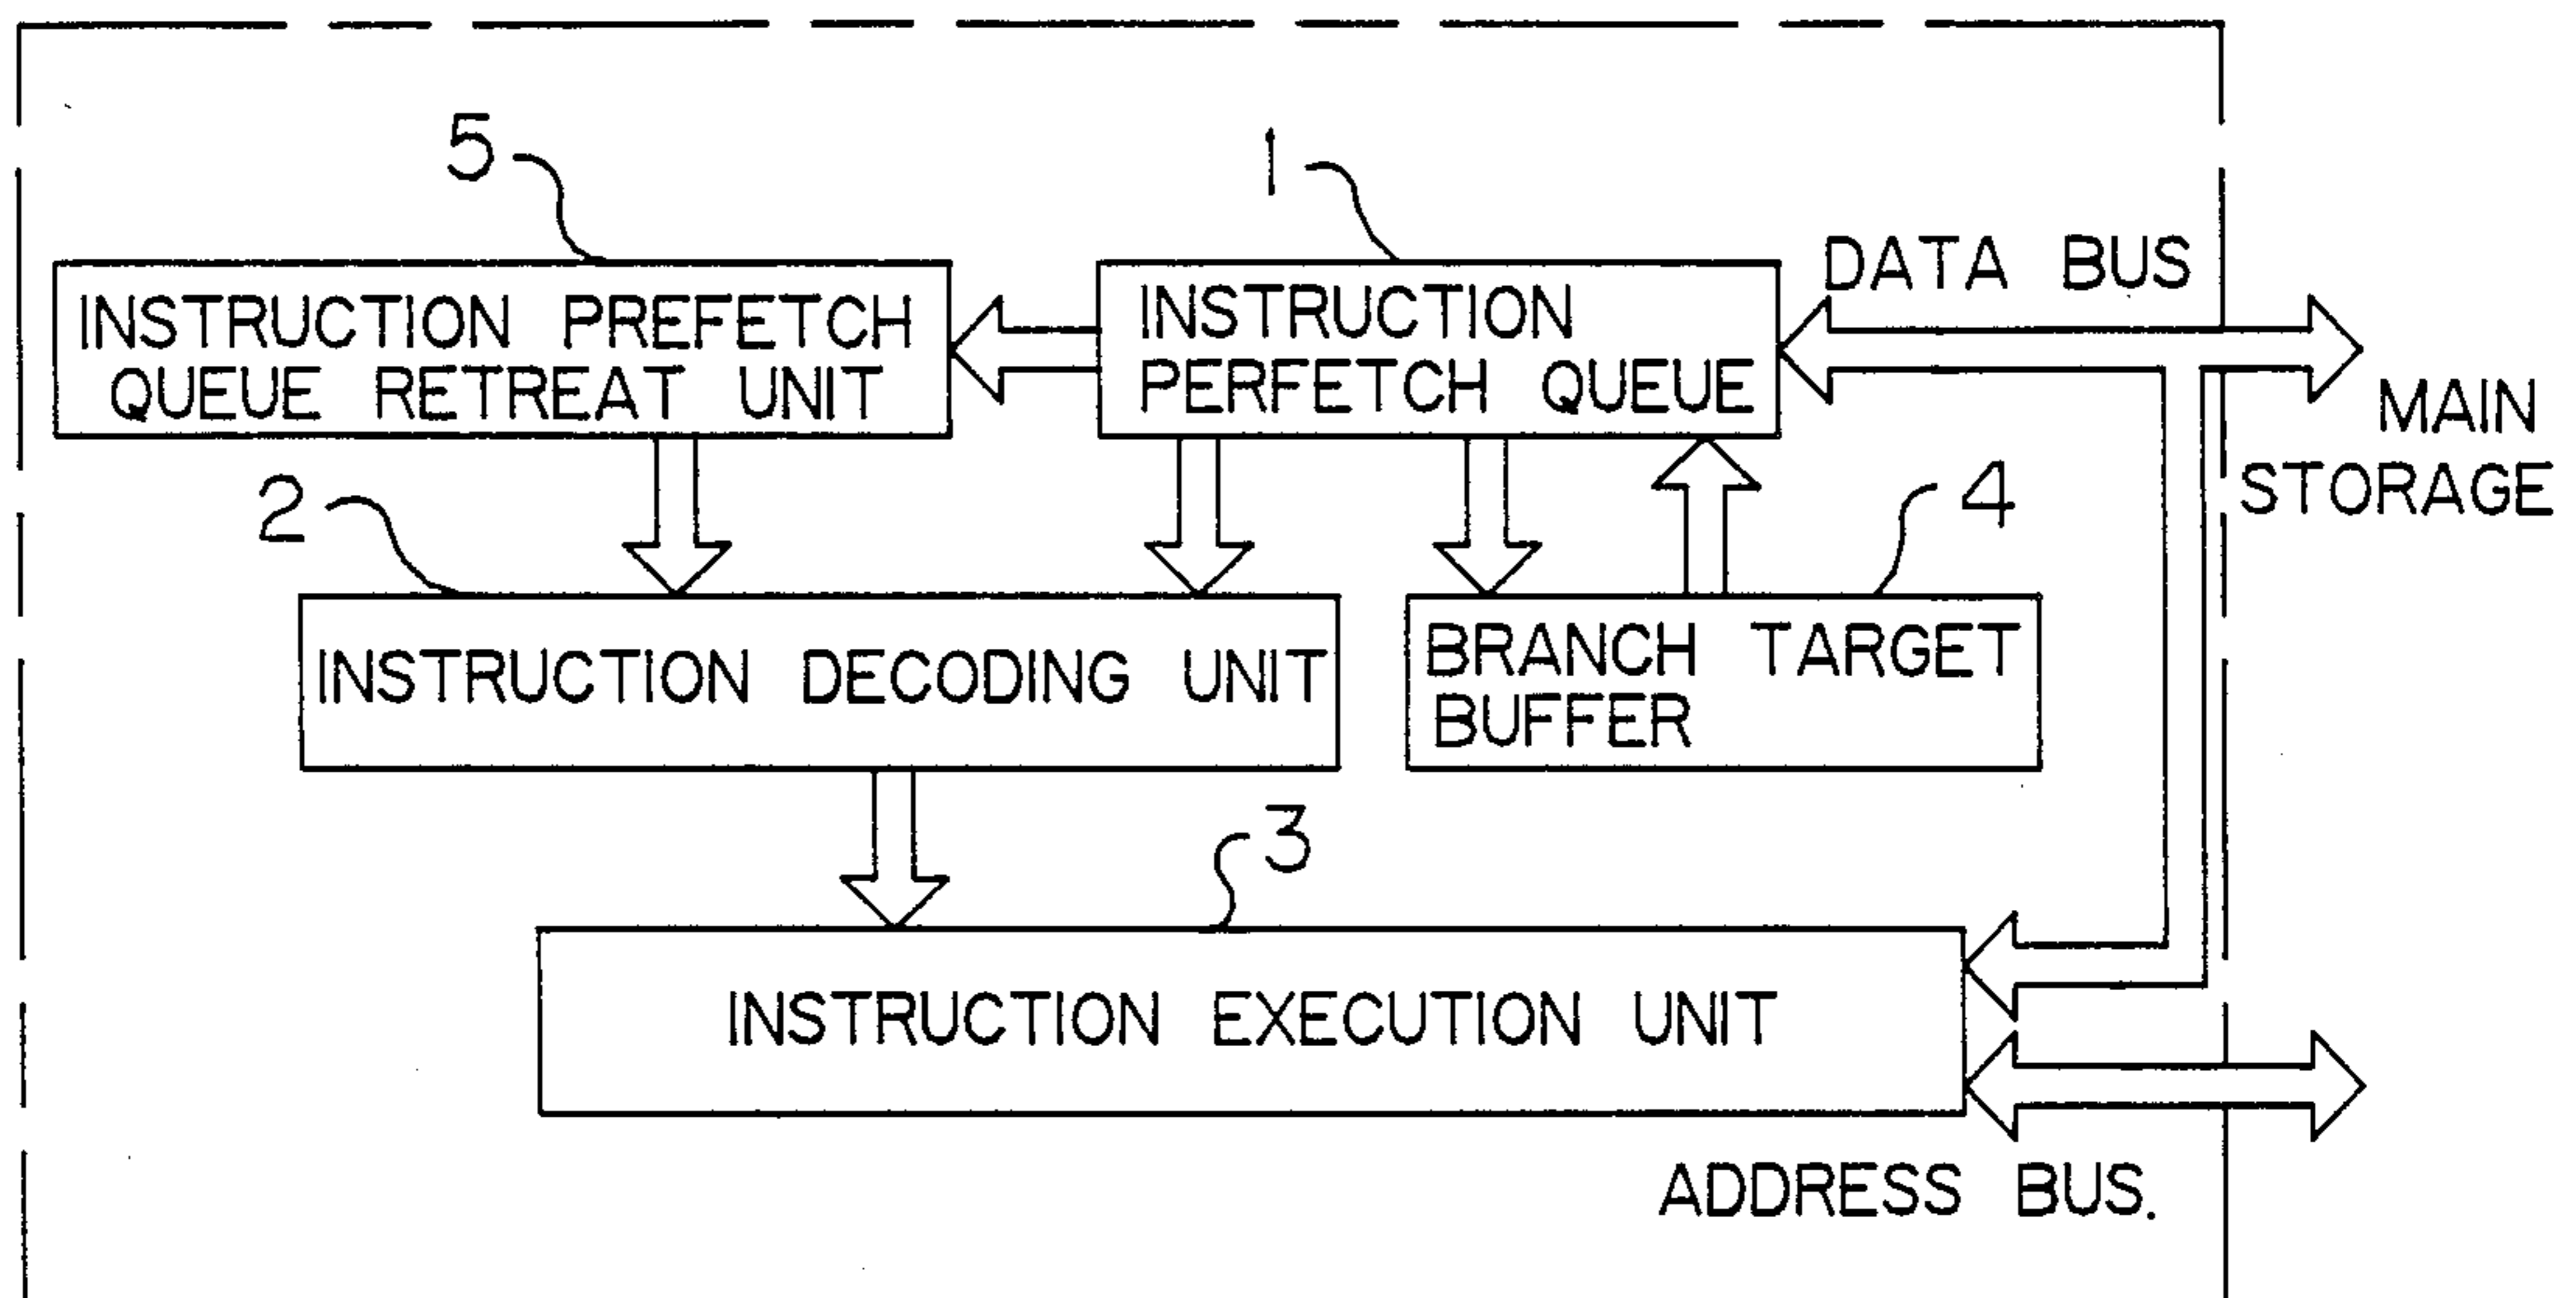 5
1
DATA BUS
INSTRUCTION PREFETCH
QUEUE RETREAT UNIT
INSTRUCTION
PERFETCH QUEUE
MAIN
STORAGE
2
4
INSTRUCTION DECODING UNIT
BRANCH TARGET
BUFFER
3
INSTRUCTION EXECUTION UNIT
ADDRESS BUS.